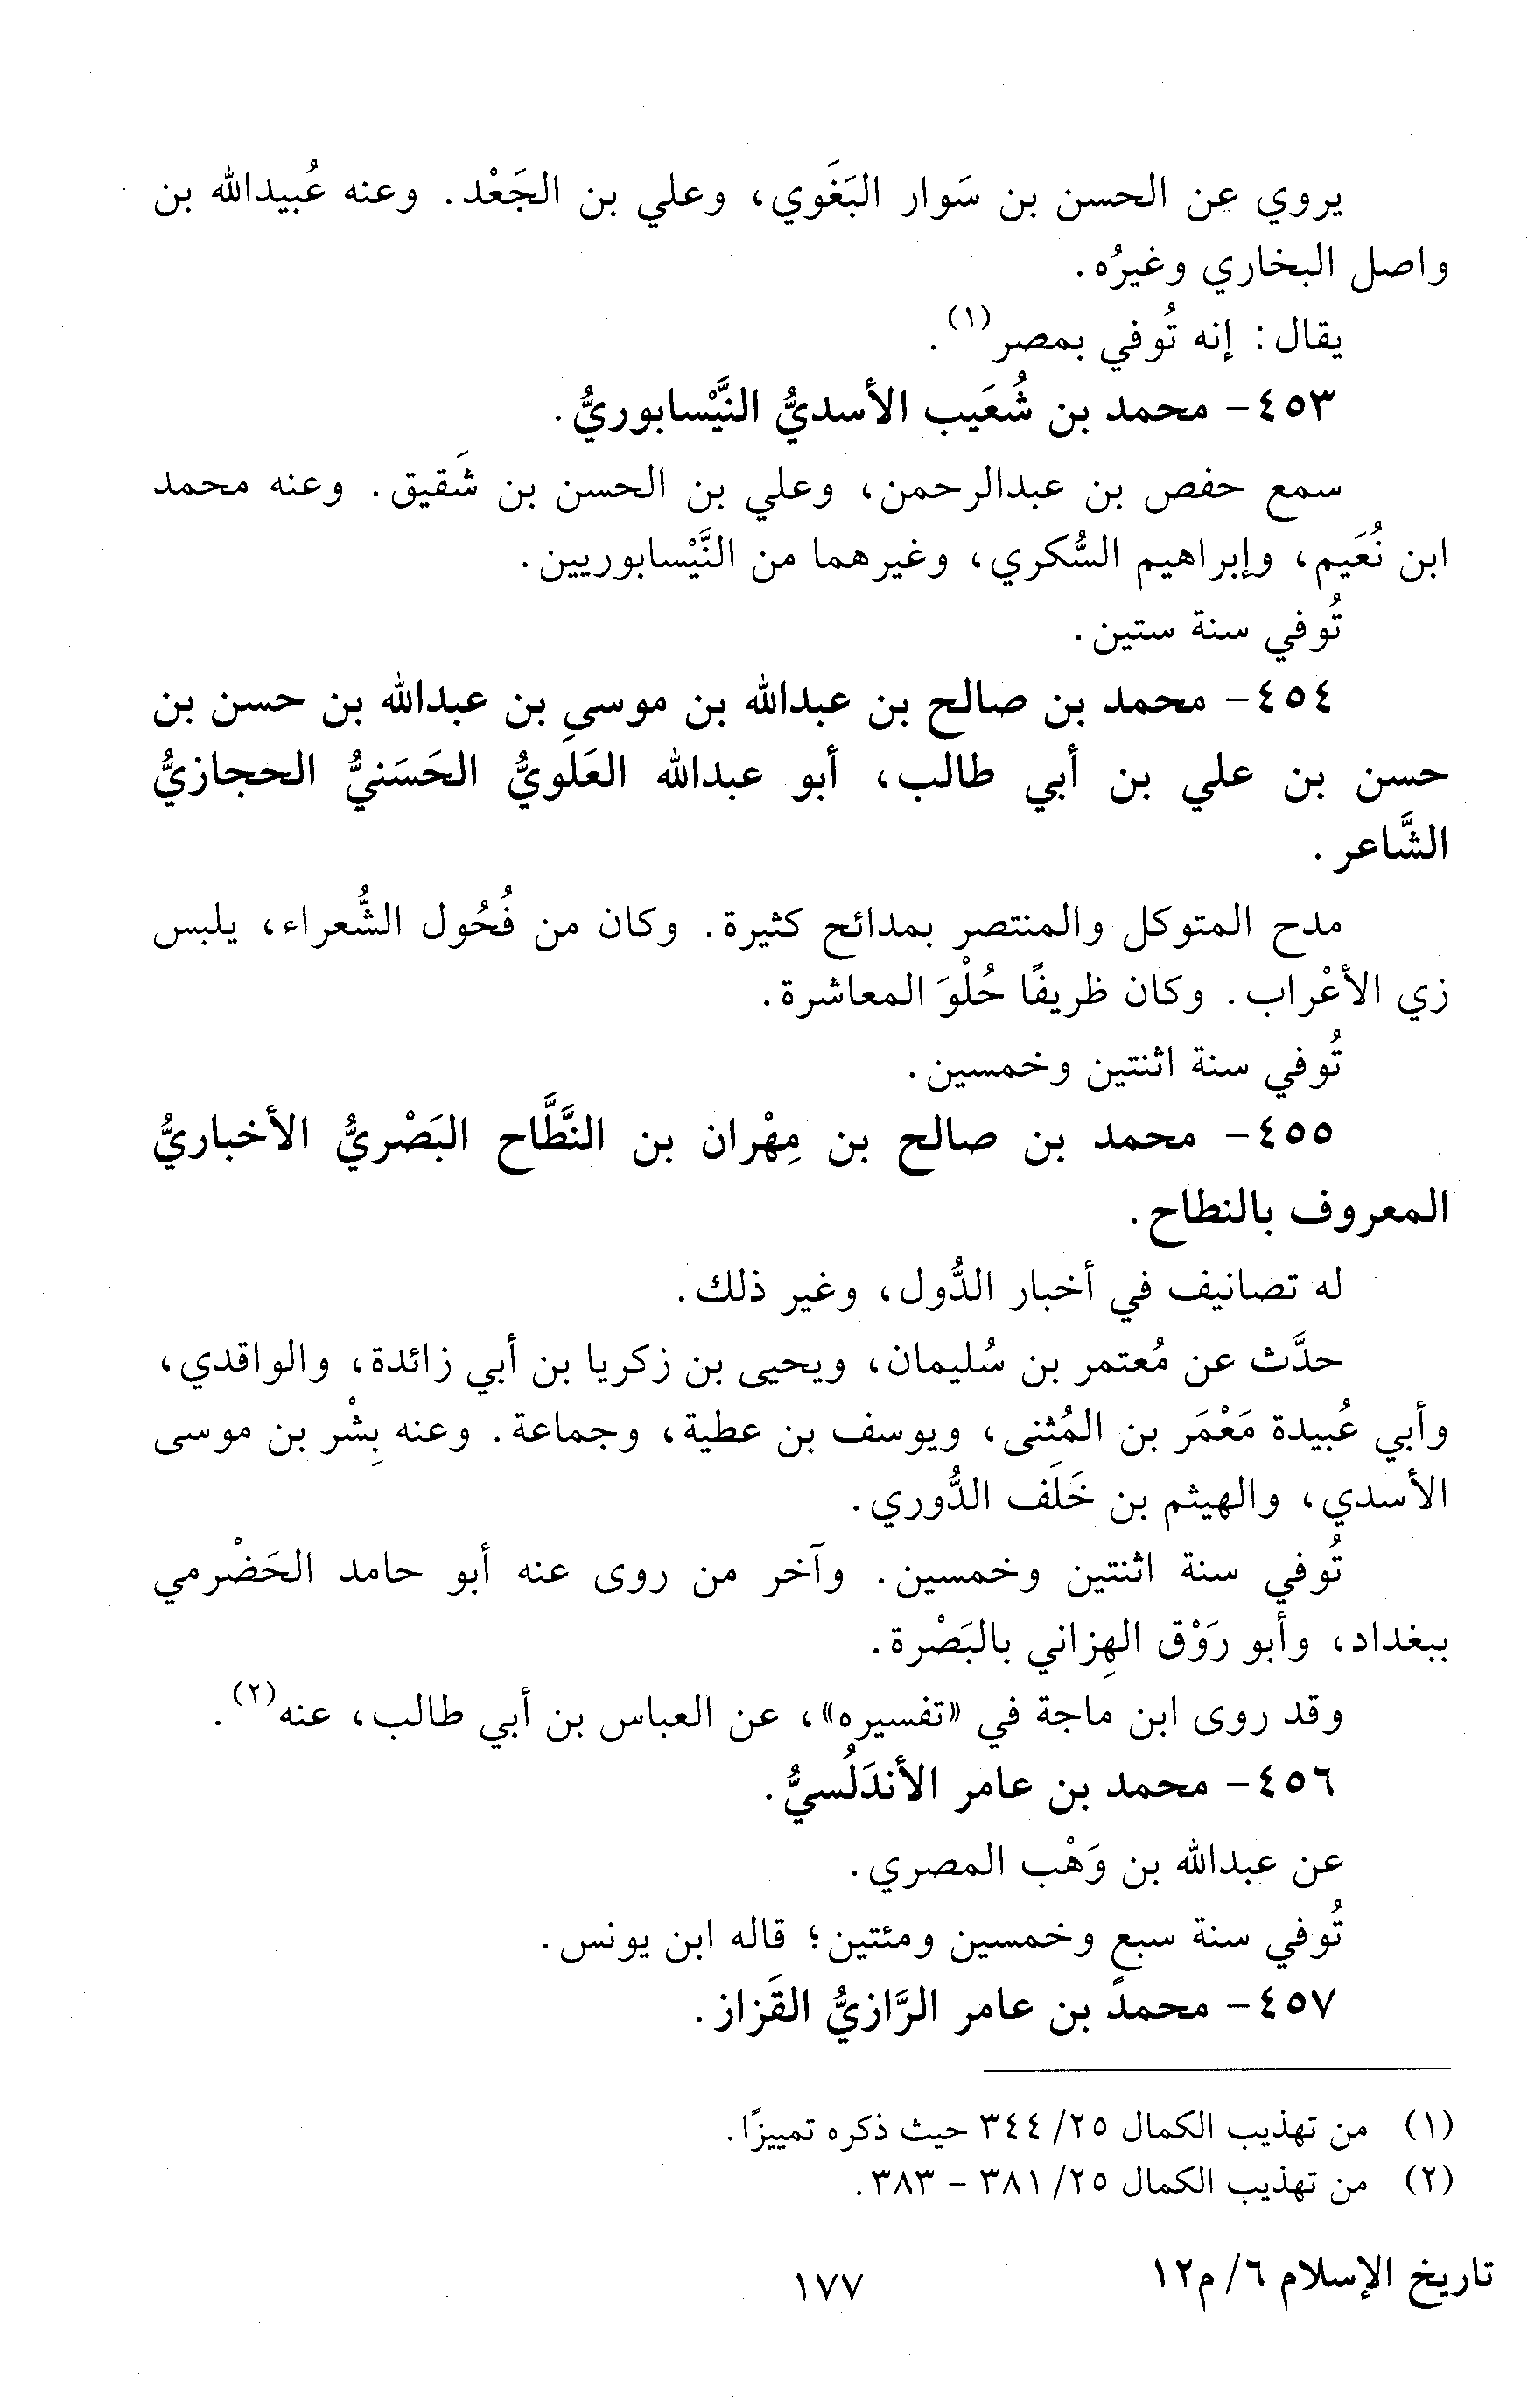 يروي عن الحسن بن سَوار البَغَوي، وعلي بن الجَعْد. وعنه عُبيدالله بن
واصل البخاري وغيرُه.
يقال: إنه تُوفي بمصر(١).
٤٥٣- محمد بن شُعَيب الأسديُّ النَّيْسابوريُّ.
سمع حفص بن عبدالرحمن، وعلي بن الحسن بن شَقيق. وعنه محمد
ابن نُعَيم، وإبراهيم السُّكري، وغيرهما من النَّيْسابوريين.
تُوفي سنة ستين.
٤٥٤- محمد بن صالح بن عبدالله بن موسى بن عبدالله بن حسن بن
حسن بن علي بن أبي طالب، أبو عبدالله العَلَويُّ الحَسَنيُّ الحجازيُّ
الشَّاعر.
مدح المتوكل والمنتصر بمدائح كثيرة. وكان من فُحُول الشُّعراء، يلبس
زي الأعْراب. وكان ظريفًا حُلْوَ المعاشرة.
تُوفي سنة اثنتين وخمسين.
٤٥٥- محمد بن صالح بن مِهْران بن النَّطَّاح البَصْريُّ الأخباريُّ
المعروف بالنطاح.
له تصانيف في أخبار الدُّول، وغير ذلك.
حدَّث عن مُعتمر بن سُليمان، ويحيى بن زكريا بن أبي زائدة، والواقدي،
وأبي عُبيدة مَعْمَر بن المُثنى، ويوسف بن عطية، وجماعة. وعنه بِشْر بن موسى
الأسدي، والهيثم بن خَلَف الدُّوري.
تُوفي سنة اثنتين وخمسين. وآخر من روى عنه أبو حامد الحَضْرمي
ببغداد، وأبو رَوْق الهِزاني بالبَصْرة.
وقد روى ابن ماجة في «تفسيره»، عن العباس بن أبي طالب، عنه(٢).
٤٥٦- محمد بن عامر الأندَلُسيُّ.
عن عبدالله بن وَهْب المصري.
تُوفي سنة سبع وخمسين ومئتين؛ قاله ابن يونس.
٤٥٧- محمد بن عامر الرَّازيُّ القَزاز.
(١) من تهذيب الكمال ٢٥/ ٣٤٤ حيث ذكره تمييزًا.
(٢) من تهذيب الكمال ٢٥/ ٣٨١ - ٣٨٣.
تاريخ الإسلام ٦/ م١٢
١٧٧